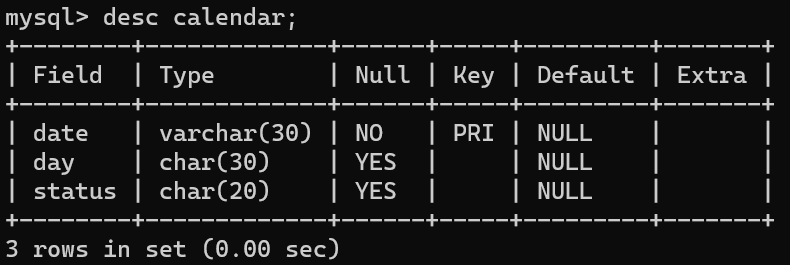 mysql> desc calendar;
+--------+-------------+------+-----+---------+-------+
| Field  | Type        | Null | Key | Default | Extra |
+--------+-------------+------+-----+---------+-------+
| date   | varchar(30) | NO   | PRI | NULL    |       |
| day    | char(30)    | YES  |     | NULL    |       |
| status | char(20)    | YES  |     | NULL    |       |
+--------+-------------+------+-----+---------+-------+
3 rows in set (0.00 sec)